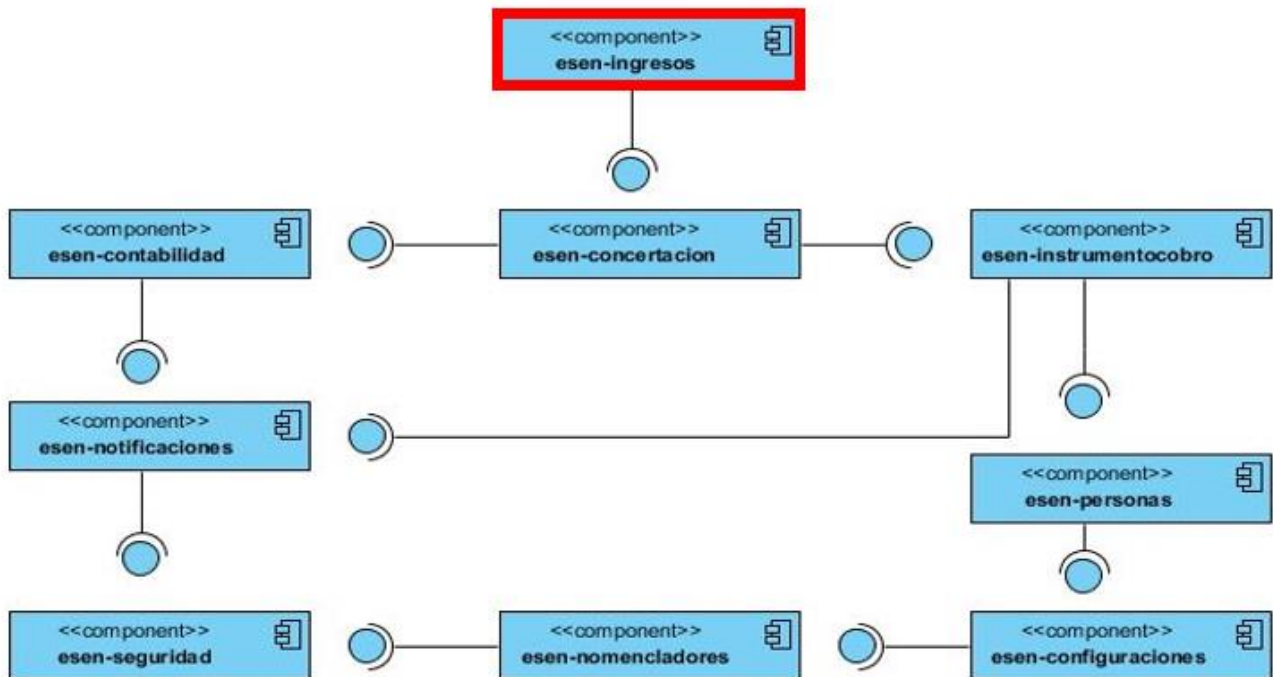 <<component>>
esen-ingresos
<<component>>
esen-contabilidad
<<component>>
esen-concertacion
<<component>>
esen-instrumentocobro
<<component>>
esen-notificaciones
<<component>>
esen-personas
<<component>>
esen-seguridad
<<component>>
esen-nomencladores
<<component>>
esen-configuraciones